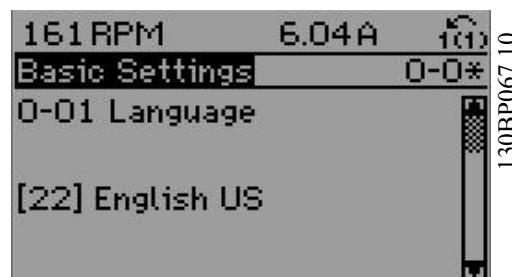 161 RPM 6.04 A 1(1)
Basic Settings 0-0*
0-01 Language
[22] English US
130BP067.10